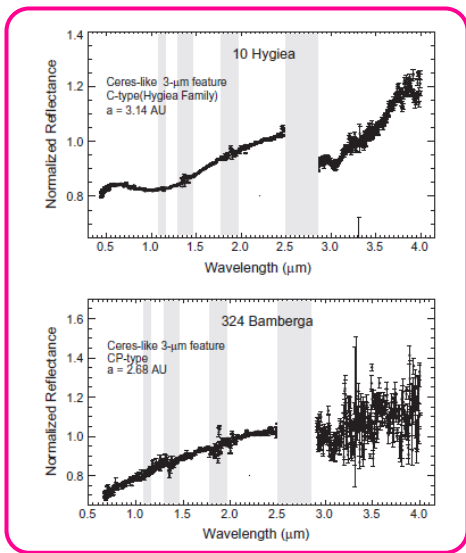 1.4
10 Hygiea
Ceres-like 3-μm feature
C-type(Hygiea Family)
a = 3.14 AU
1.2
1.0
0.8
Normalized Reflectance
0.5 1.0 1.5 2.0 2.5 3.0 3.5 4.0
Wavelength (μm)
1.6
324 Bamberga
Ceres-like 3-μm feature
CP-type
a = 2.68 AU
1.4
1.2
1.0
0.8
0.6
Normalized Reflectance
0.5 1.0 1.5 2.0 2.5 3.0 3.5 4.0
Wavelength (μm)